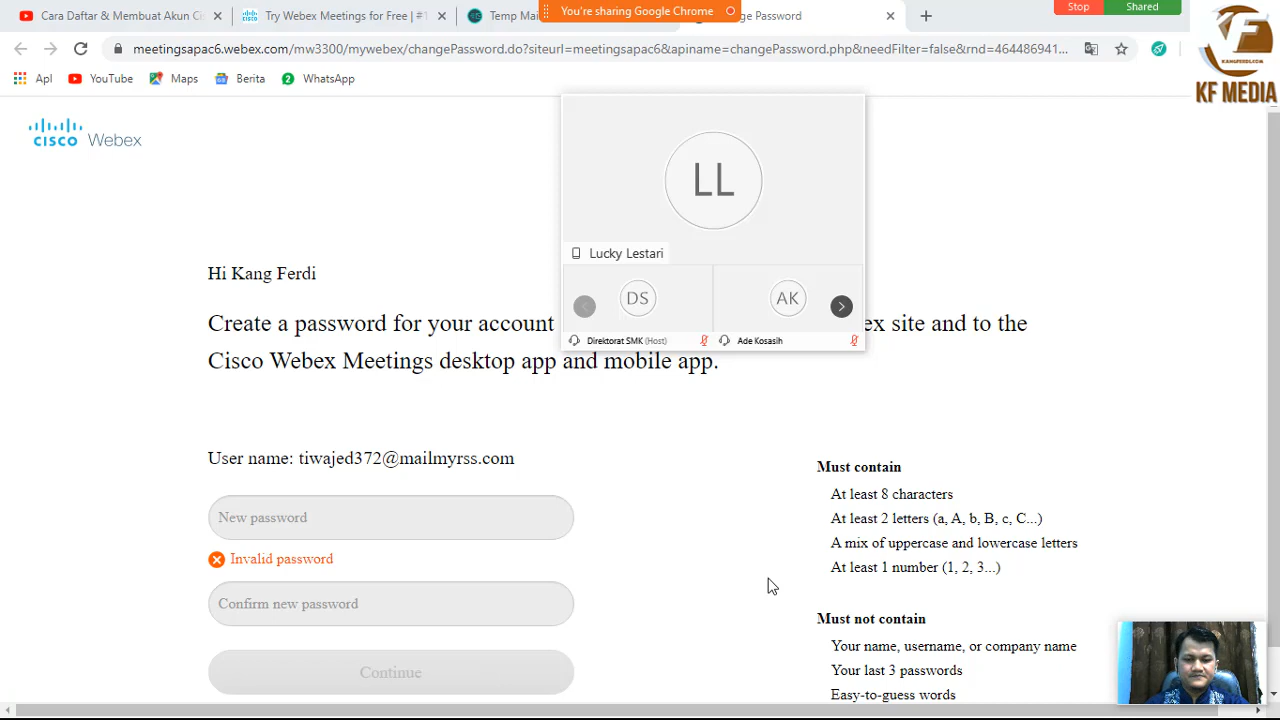 Cara Daftar & Membuat Akun Ci
Try Webex Meetings for Free | #1
Temp Mai
You're sharing Google Chrome
Password
Stop
Shared
meetingsapac6.webex.com/mw3300/mywebex/changePassword.do?siteurl=meetingsapac6&apiname=changePassword.php&needFilter=false&rnd=464486941...
Apl
YouTube
Maps
Berita
2
WhatsApp
KANGFERDI.COM
KF MEDIA
cisco Webex
LL
Lucky Lestari
DS
AK
Direktorat SMK (Host)
Ade Kosasih
Hi Kang Ferdi
Create a password for your account
ex site and to the
Cisco Webex Meetings desktop app and mobile app.
User name: tiwajed372@mailmyrss.com
New password
Invalid password
Confirm new password
Continue
Must contain
At least 8 characters
At least 2 letters (a, A, b, B, c, C...)
A mix of uppercase and lowercase letters
At least 1 number (1, 2, 3...)
Must not contain
Your name, username, or company name
Your last 3 passwords
Easy-to-guess words